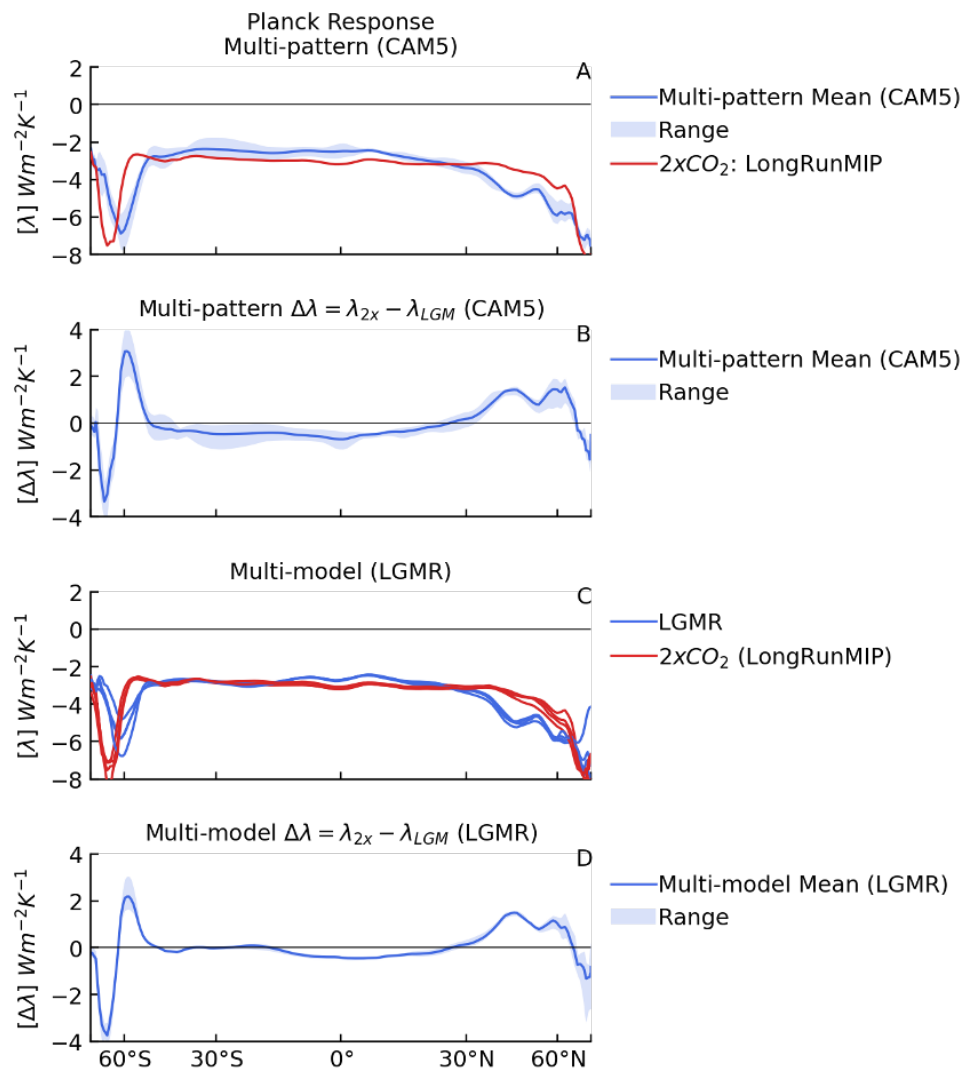 Planck Response
Multi-pattern (CAM5)
A
2
0
−2
−4
−6
−8
[λ] Wm⁻²K⁻¹
Multi-pattern Mean (CAM5)
Range
2xCO₂: LongRunMIP
Multi-pattern Δλ = λ₂ₓ − λ_LGM (CAM5)
B
4
2
0
−2
−4
[Δλ] Wm⁻²K⁻¹
Multi-pattern Mean (CAM5)
Range
Multi-model (LGMR)
C
2
0
−2
−4
−6
−8
[λ] Wm⁻²K⁻¹
LGMR
2xCO₂ (LongRunMIP)
Multi-model Δλ = λ₂ₓ − λ_LGM (LGMR)
D
4
2
0
−2
−4
[Δλ] Wm⁻²K⁻¹
Multi-model Mean (LGMR)
Range
60°S 30°S 0° 30°N 60°N